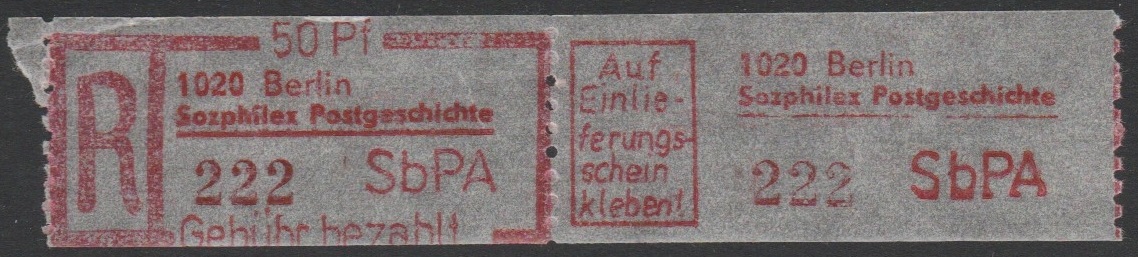 50 Pf
R
1020 Berlin
Sozphilex Postgeschichte
222 SbPA
Gebühr bezahlt
Auf
Einlie-
ferungs-
schein
kleben!
1020 Berlin
Sozphilex Postgeschichte
222 SbPA